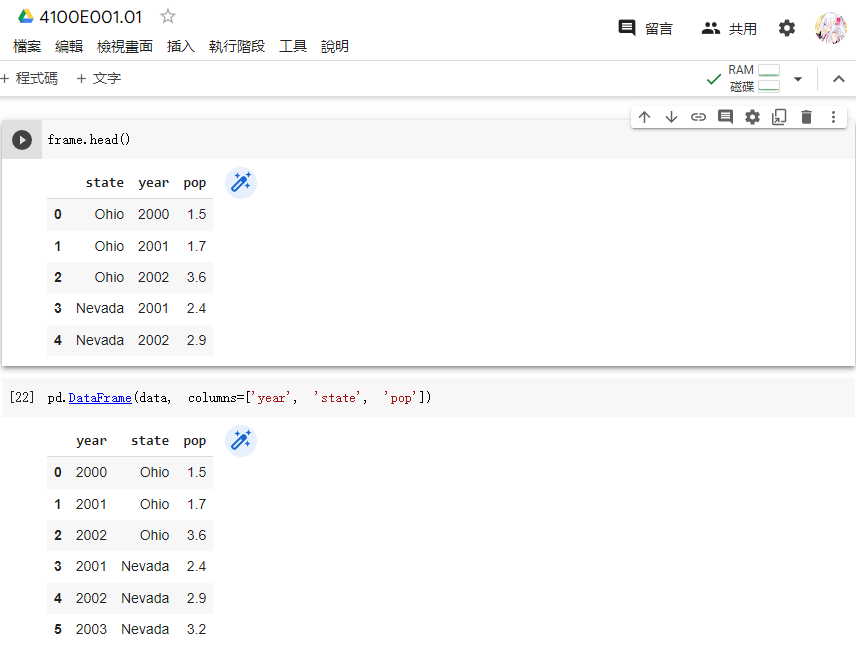 4100E001.01
留言 共用
檔案 編輯 檢視畫面 插入 執行階段 工具 說明
+ 程式碼 + 文字
RAM
磁碟
frame.head()
state year pop
0 Ohio 2000 1.5
1 Ohio 2001 1.7
2 Ohio 2002 3.6
3 Nevada 2001 2.4
4 Nevada 2002 2.9
[22] pd.DataFrame(data, columns=['year', 'state', 'pop'])
year state pop
0 2000 Ohio 1.5
1 2001 Ohio 1.7
2 2002 Ohio 3.6
3 2001 Nevada 2.4
4 2002 Nevada 2.9
5 2003 Nevada 3.2